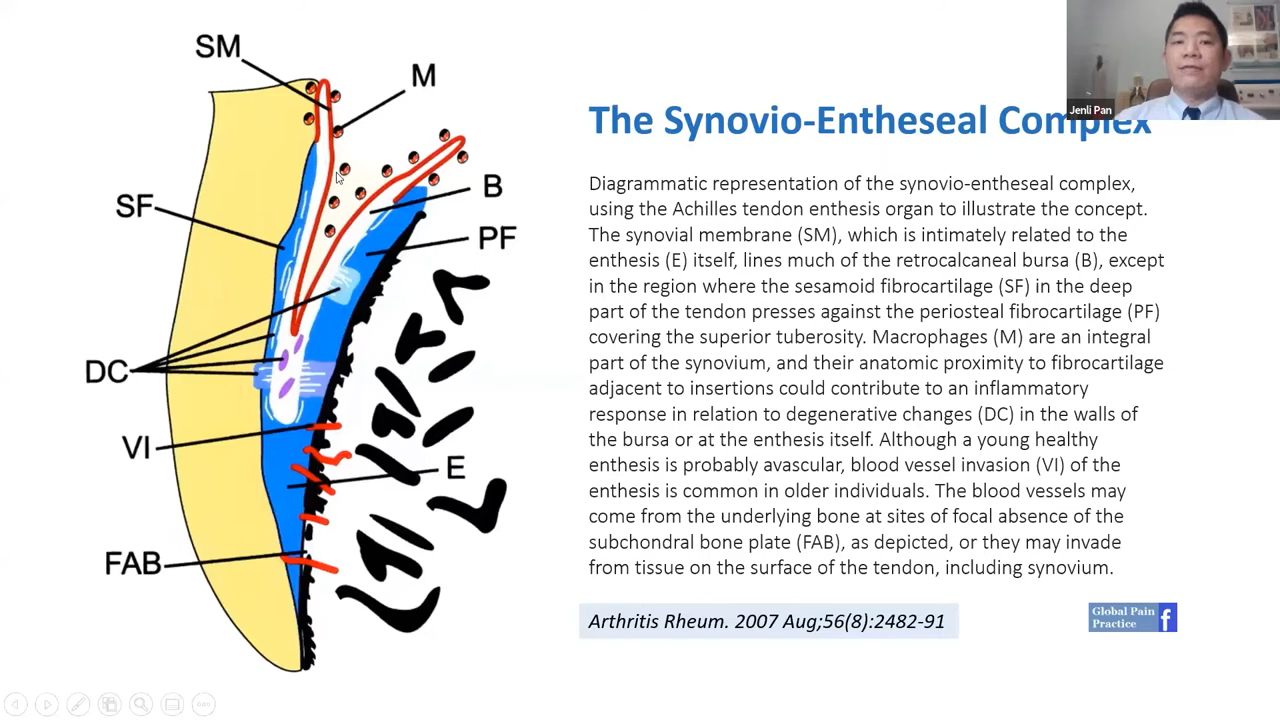 SM
M
SF
B
PF
DC
VI
E
FAB
Jenli Pan
The Synovio-Entheseal Complex
Diagrammatic representation of the synovio-entheseal complex,
using the Achilles tendon enthesis organ to illustrate the concept.
The synovial membrane (SM), which is intimately related to the
enthesis (E) itself, lines much of the retrocalcaneal bursa (B), except
in the region where the sesamoid fibrocartilage (SF) in the deep
part of the tendon presses against the periosteal fibrocartilage (PF)
covering the superior tuberosity. Macrophages (M) are an integral
part of the synovium, and their anatomic proximity to fibrocartilage
adjacent to insertions could contribute to an inflammatory
response in relation to degenerative changes (DC) in the walls of
the bursa or at the enthesis itself. Although a young healthy
enthesis is probably avascular, blood vessel invasion (VI) of the
enthesis is common in older individuals. The blood vessels may
come from the underlying bone at sites of focal absence of the
subchondral bone plate (FAB), as depicted, or they may invade
from tissue on the surface of the tendon, including synovium.
Arthritis Rheum. 2007 Aug;56(8):2482-91
Global Pain
Practice
f